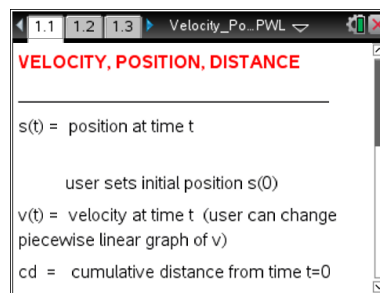 1.1 1.2 1.3 Velocity_Po...PWL
VELOCITY, POSITION, DISTANCE
s(t) = position at time t
user sets initial position s(0)
v(t) = velocity at time t (user can change
piecewise linear graph of v)
cd = cumulative distance from time t=0